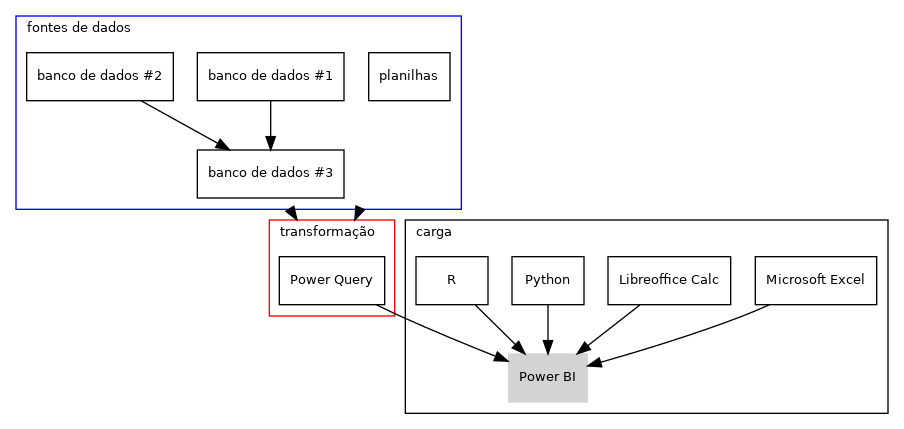 fontes de dados
banco de dados #2
banco de dados #1
planilhas
banco de dados #3
transformação
carga
Power Query
R
Python
Libreoffice Calc
Microsoft Excel
Power BI